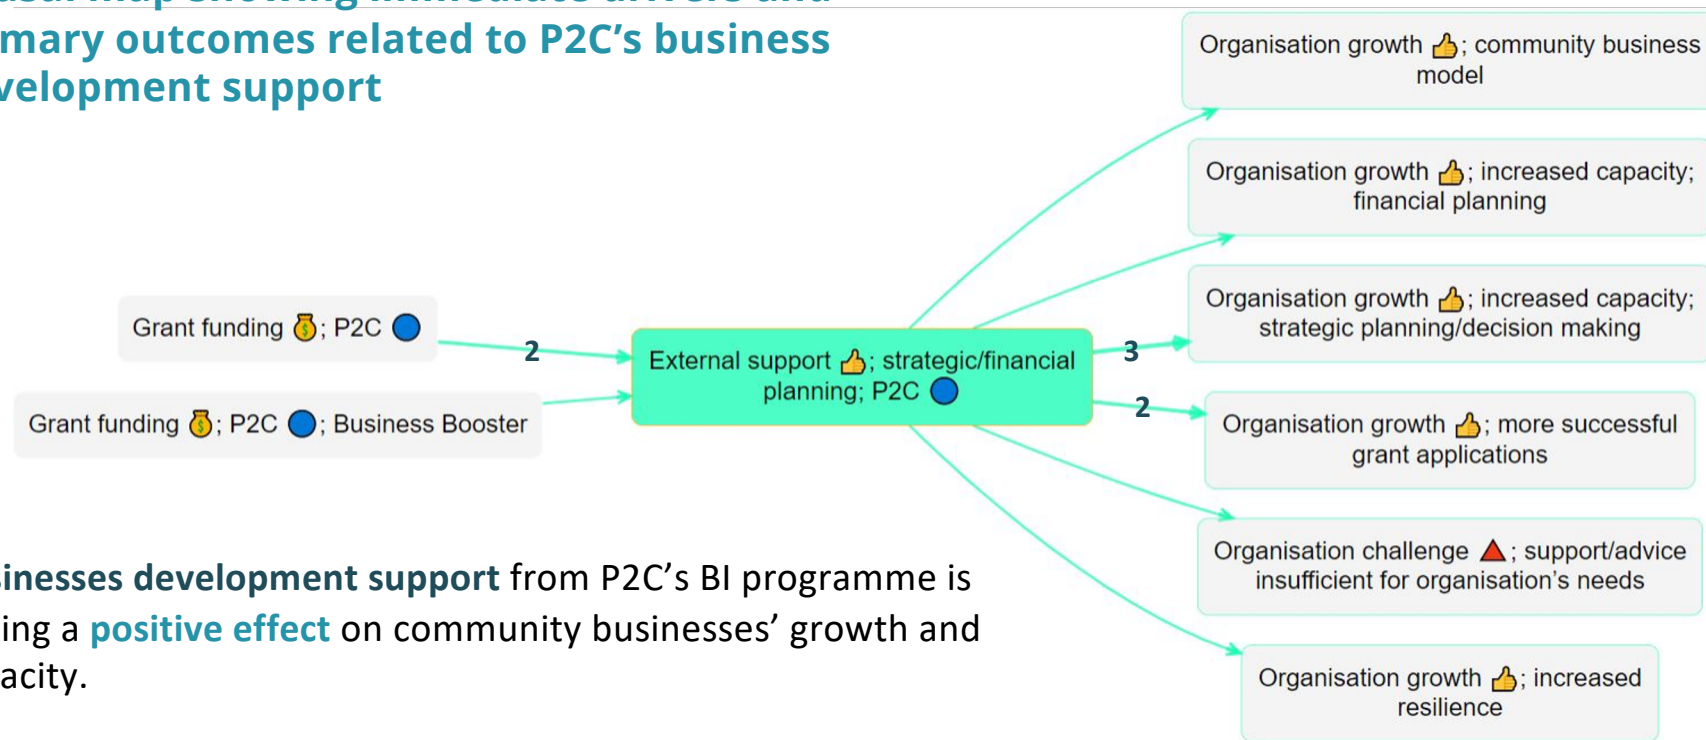 mary outcomes related to P2C's business
velopment support
Organisation growth 👍; community business
model
Organisation growth 👍; increased capacity;
financial planning
Organisation growth 👍; increased capacity;
strategic planning/decision making
Grant funding 💰; P2C 🔵
2
External support 👍; strategic/financial
planning; P2C 🔵
3
2
Grant funding 💰; P2C 🔵; Business Booster
Organisation growth 👍; more successful
grant applications
Organisation challenge 🔺; support/advice
insufficient for organisation's needs
Organisation growth 👍; increased
resilience
sinesses development support from P2C's BI programme is
ing a positive effect on community businesses' growth and
acity.